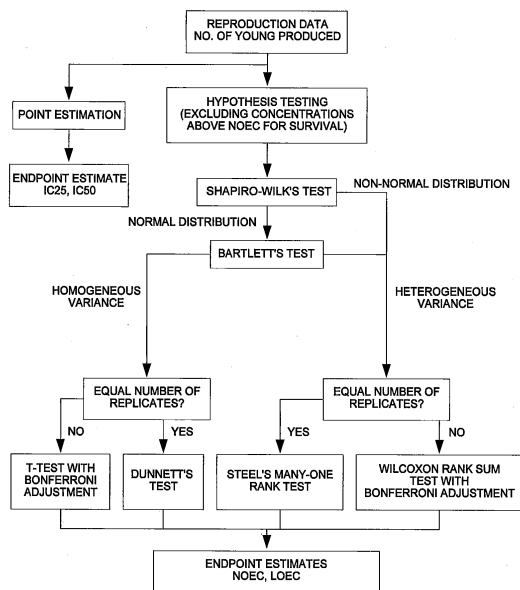 REPRODUCTION DATA
NO. OF YOUNG PRODUCED
POINT ESTIMATION
HYPOTHESIS TESTING
(EXCLUDING CONCENTRATIONS
ABOVE NOEC FOR SURVIVAL)
ENDPOINT ESTIMATE
IC25, IC50
SHAPIRO-WILK'S TEST
NON-NORMAL DISTRIBUTION
NORMAL DISTRIBUTION
BARTLETT'S TEST
HOMOGENEOUS
VARIANCE
HETEROGENEOUS
VARIANCE
EQUAL NUMBER OF
REPLICATES?
EQUAL NUMBER OF
REPLICATES?
NO
YES
YES
NO
T-TEST WITH
BONFERRONI
ADJUSTMENT
DUNNETT'S
TEST
STEEL'S MANY-ONE
RANK TEST
WILCOXON RANK SUM
TEST WITH
BONFERRONI ADJUSTMENT
ENDPOINT ESTIMATES
NOEC, LOEC